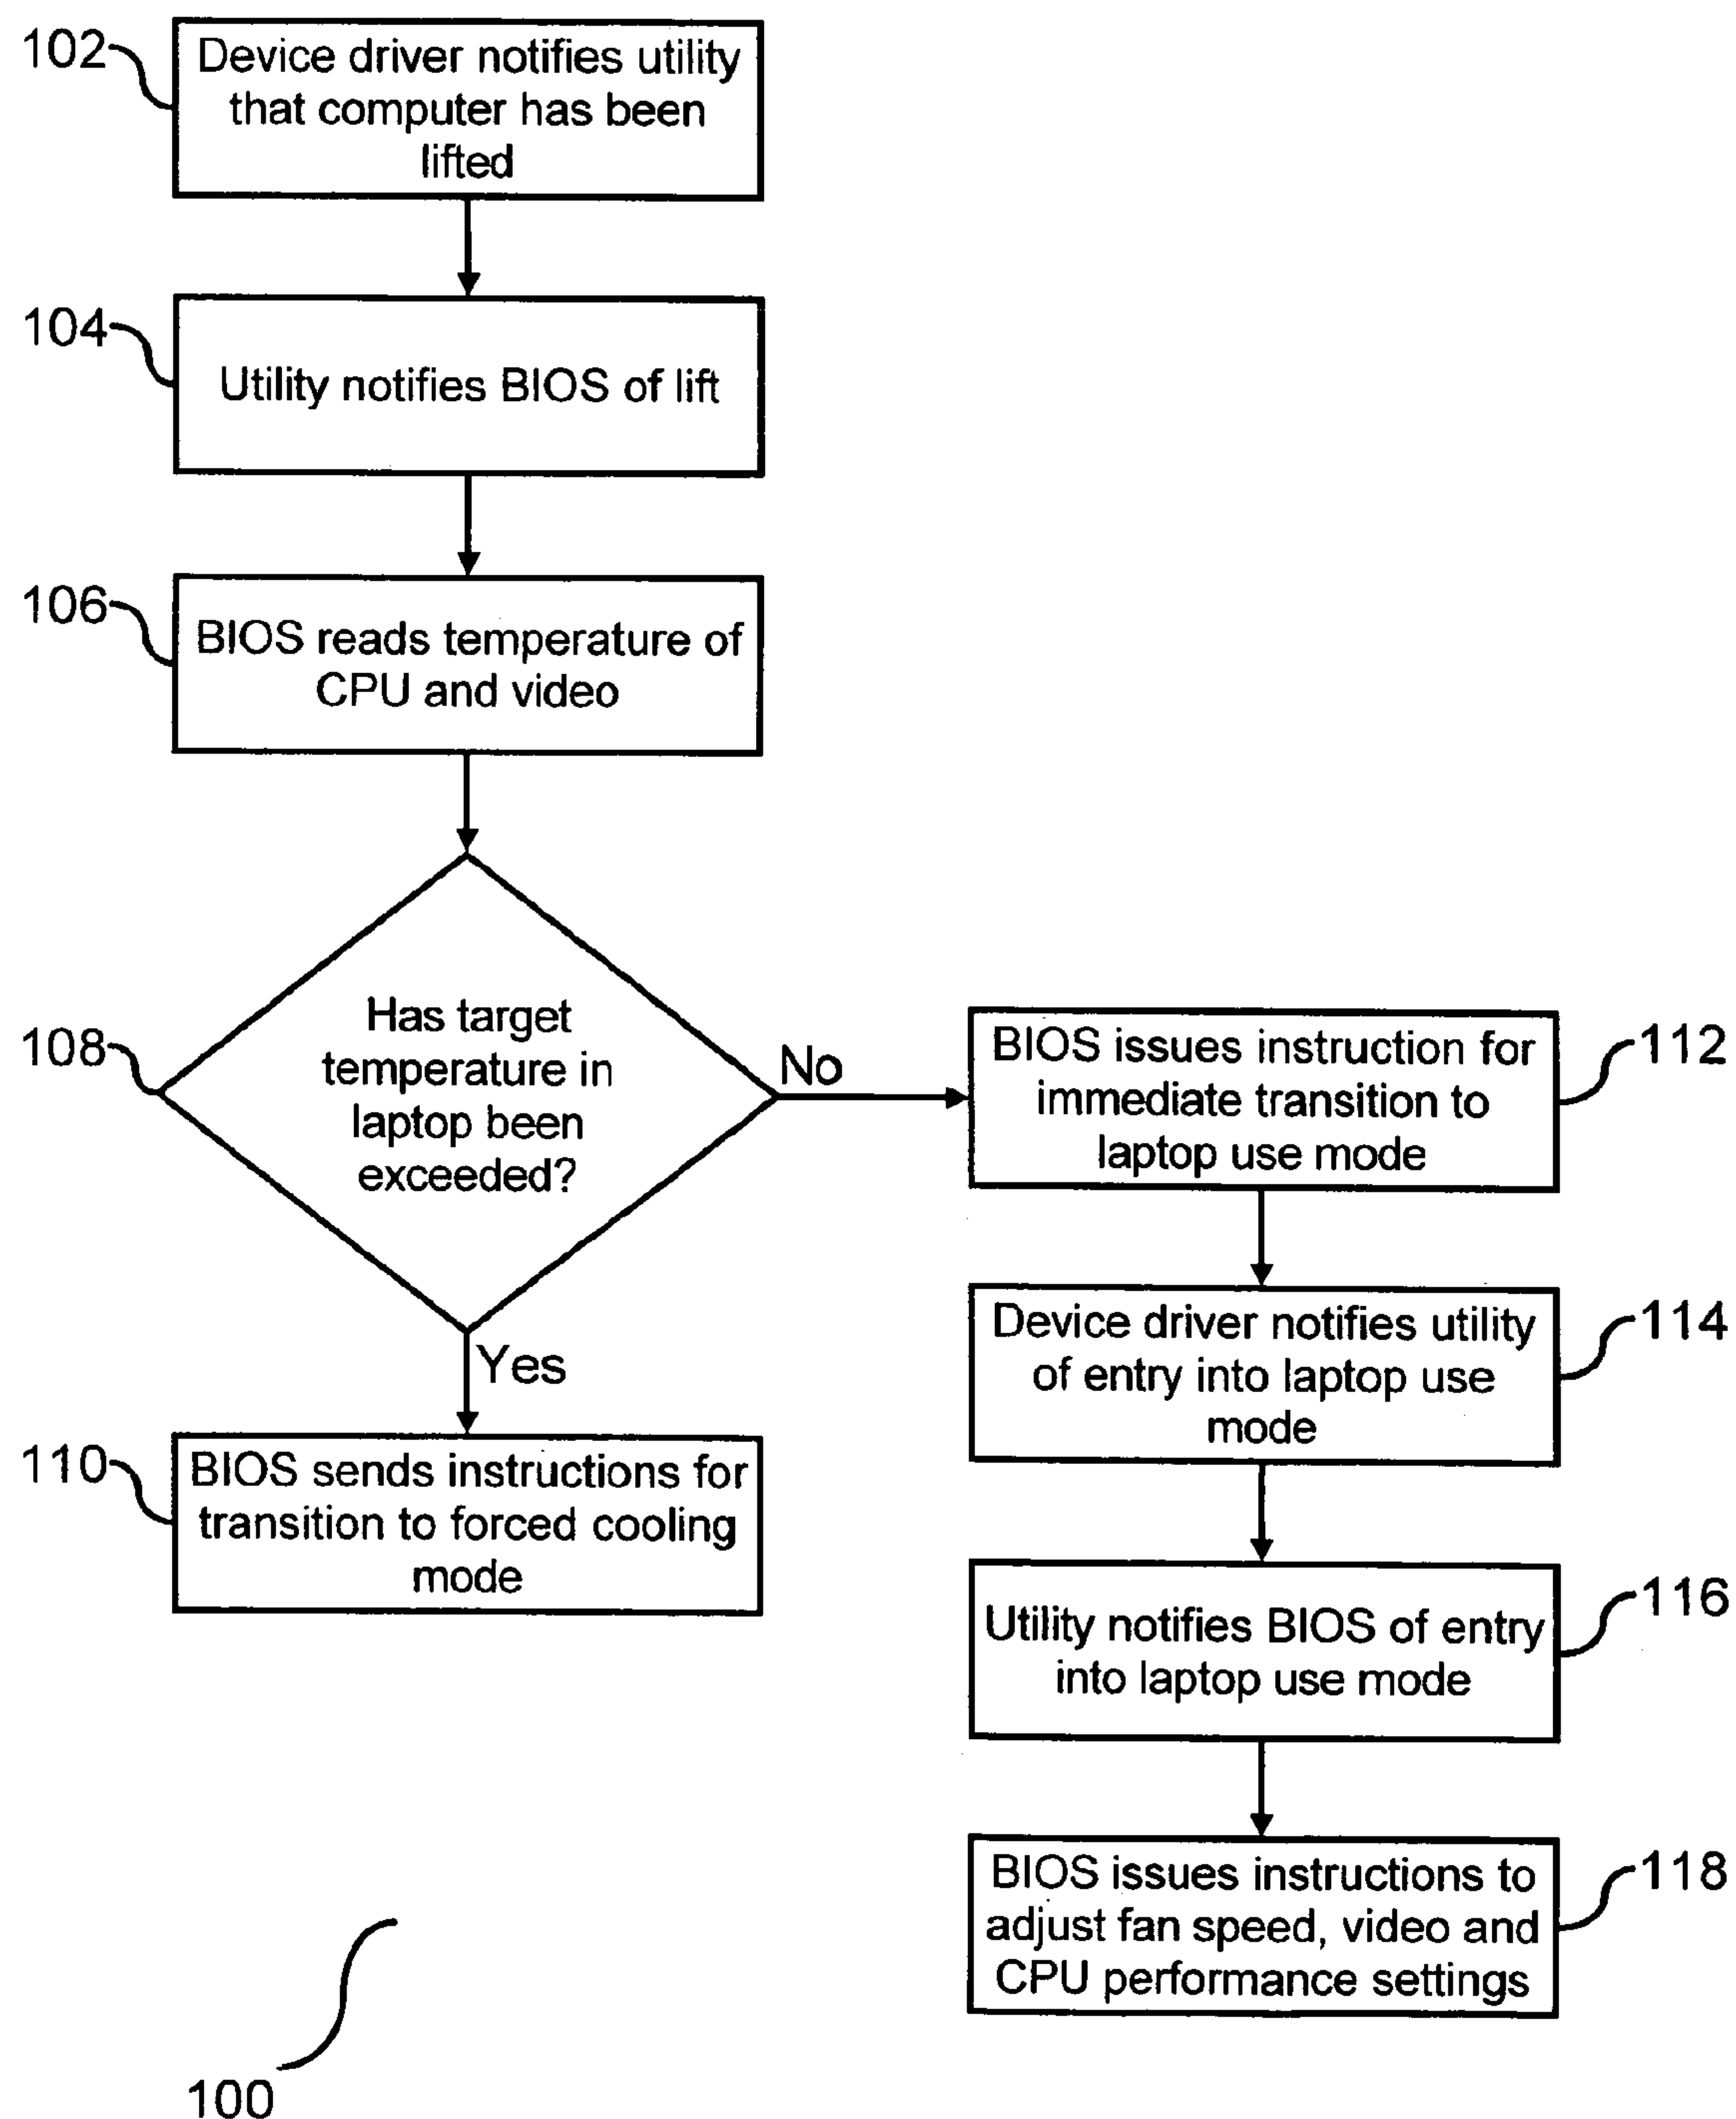 102
Device driver notifies utility
that computer has been
lifted
104
Utility notifies BIOS of lift
106
BIOS reads temperature of
CPU and video
108
Has target
temperature in
laptop been
exceeded?
No
Yes
110
BIOS sends instructions for
transition to forced cooling
mode
BIOS issues instruction for
immediate transition to
laptop use mode
112
Device driver notifies utility
of entry into laptop use
mode
114
Utility notifies BIOS of entry
into laptop use mode
116
BIOS issues instructions to
adjust fan speed, video and
CPU performance settings
118
100